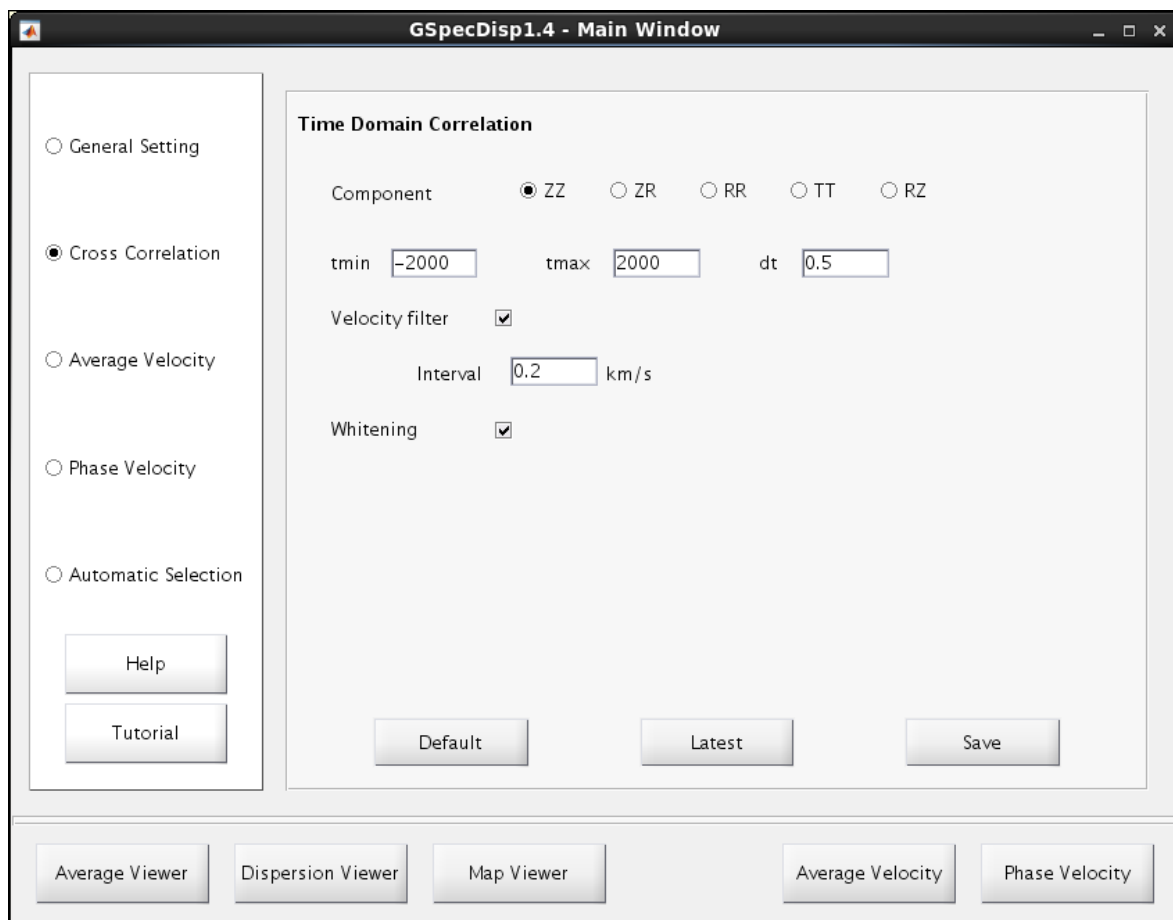 GSpecDisp1.4 - Main Window
General Setting
Cross Correlation
Average Velocity
Phase Velocity
Automatic Selection
Help
Tutorial
Time Domain Correlation
Component ZZ ZR RR TT RZ
tmin -2000 tmax 2000 dt 0.5
Velocity filter
Interval 0.2 km/s
Whitening
Default Latest Save
Average Viewer Dispersion Viewer Map Viewer Average Velocity Phase Velocity